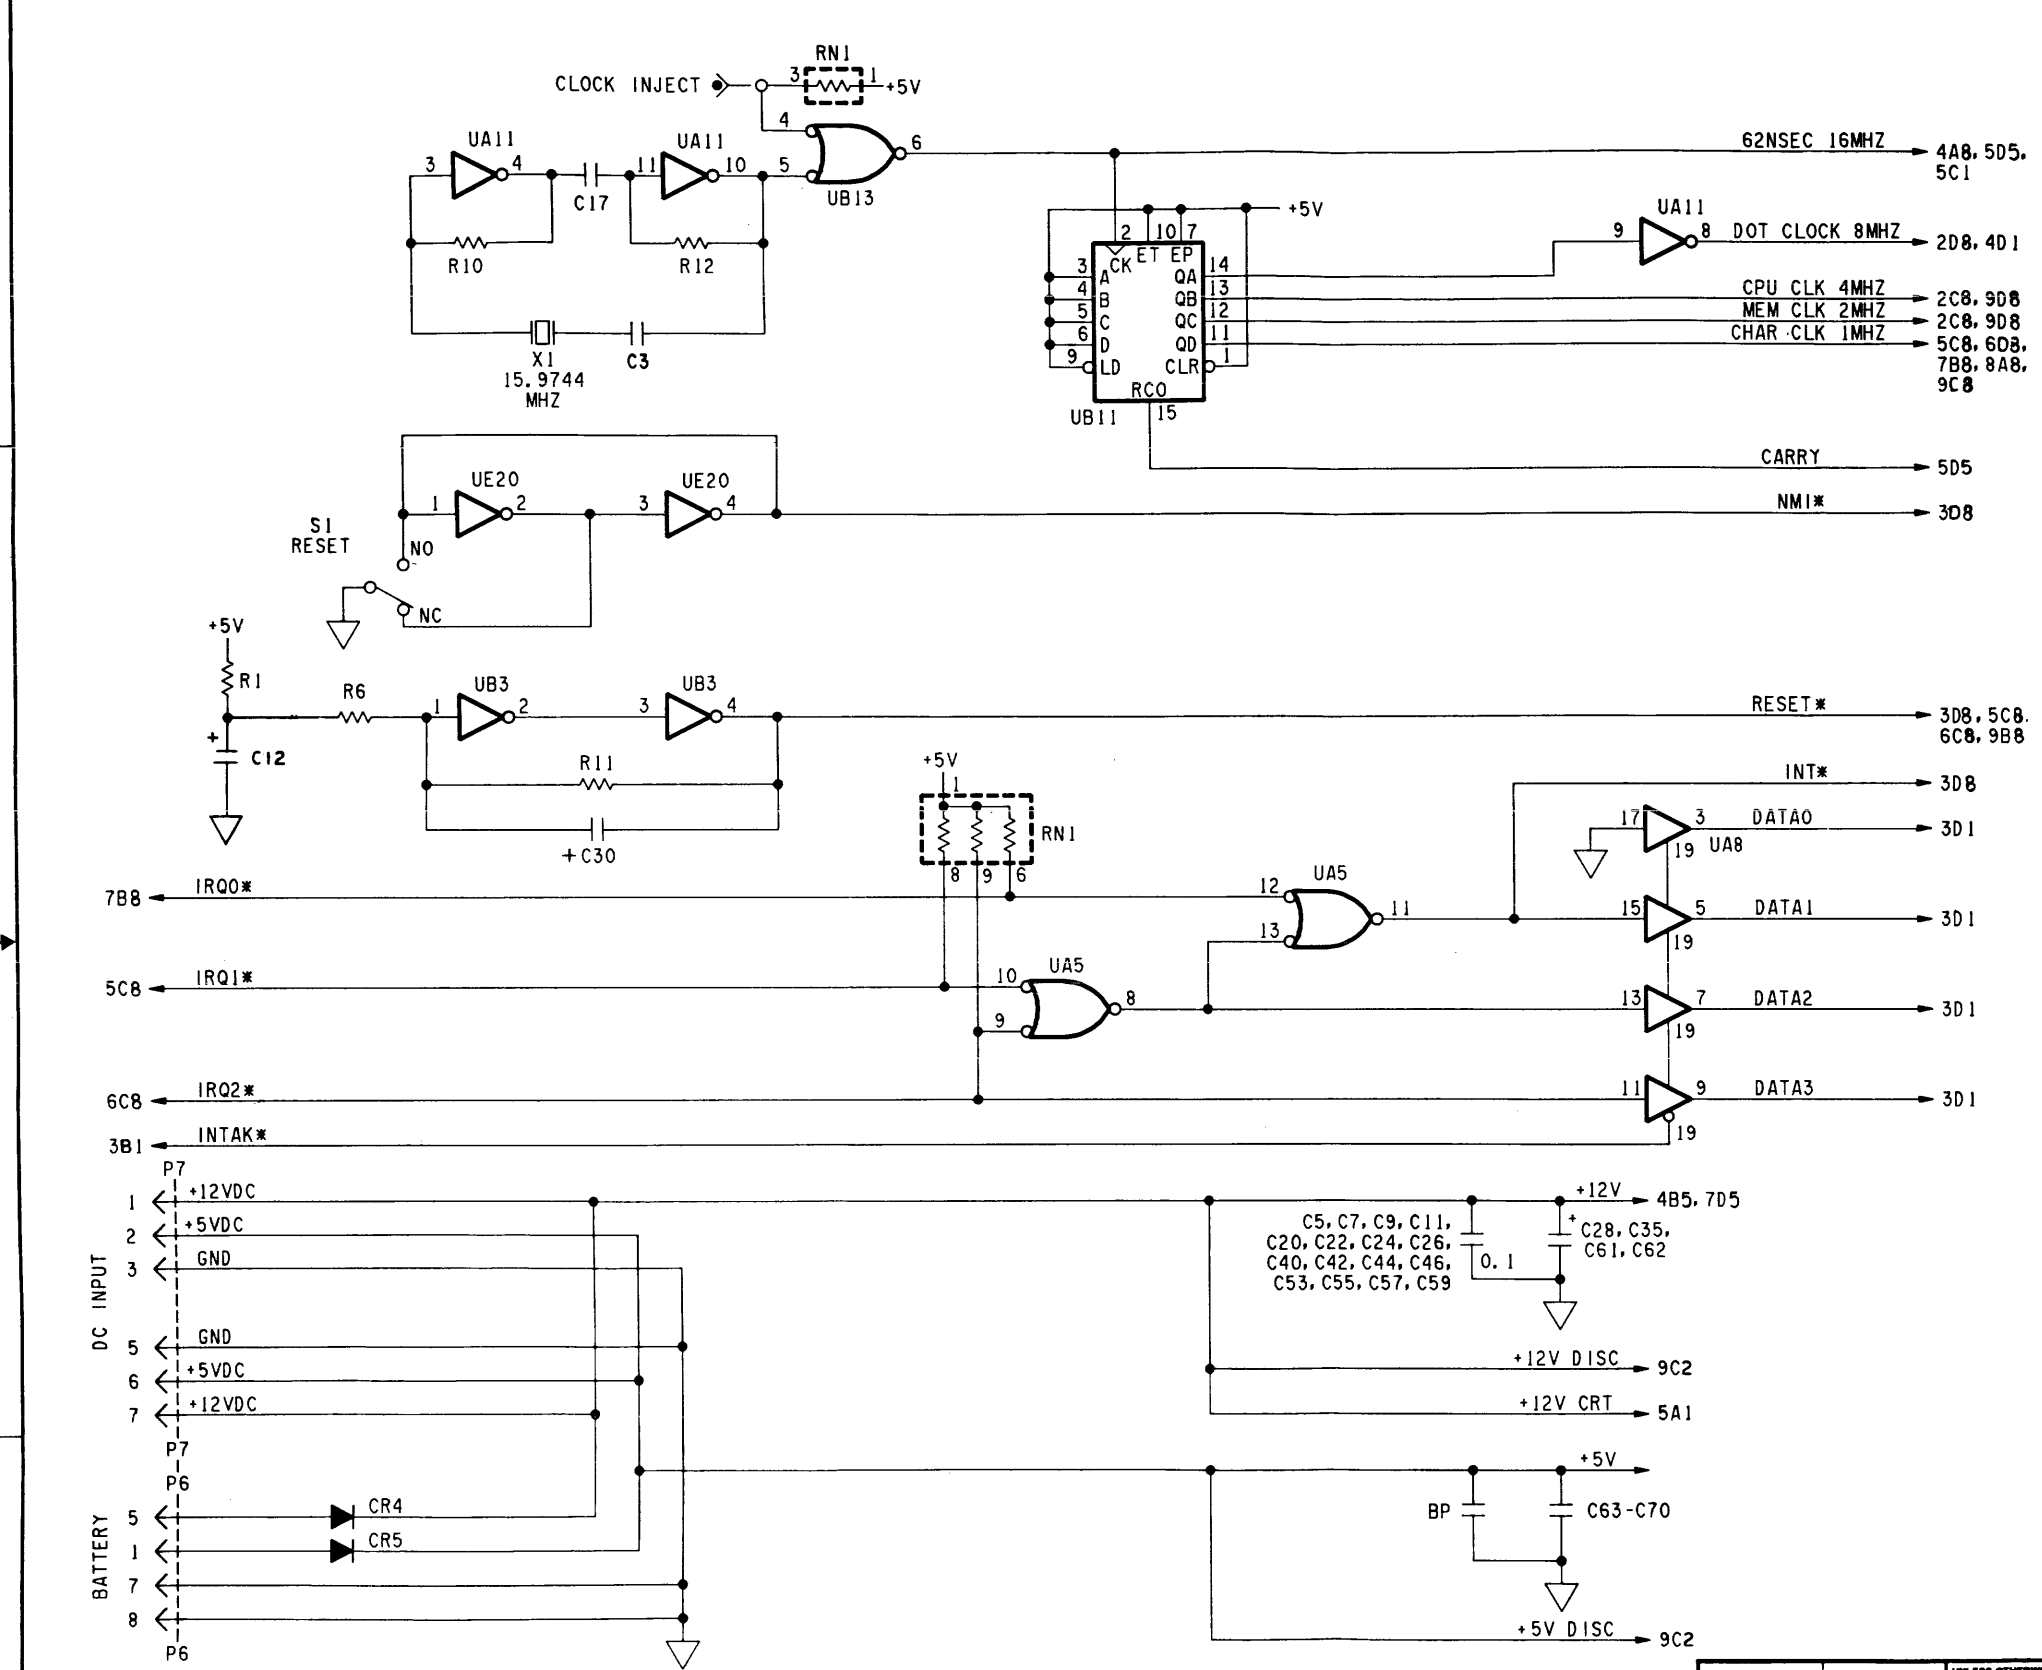 RN1
CLOCK INJECT 3 1 +5V
4
UA11 UA11 6
3 4 11 10 5
C17 UB13
R10 R12
X1 C3
15.9744
MHZ
62NSEC 16MHZ 4A8, 5D5,
5C1
+5V
UA11
9 8 DOT CLOCK 8MHZ 2D8, 4D1
2 10 7
CK ET EP
3 A QA 14
4 B QB 13 CPU CLK 4MHZ 2C8, 9D8
5 C QC 12 MEM CLK 2MHZ 2C8, 9D8
6 D QD 11 CHAR CLK 1MHZ 5C8, 6D3,
9 LD CLR 1 7B8, 8A8,
9C8
RCO
UB11 15
CARRY 5D5
UE20 UE20
1 2 3 4 NMI* 3D8
S1
RESET
NO
NC
+5V
R1
R6 UB3 UB3
1 2 3 4 RESET* 3D8, 5C8,
6C8, 9B8
+ C12
R11
+C30
+5V
1
RN1
8 9 6
INT* 3D8
17 3 DATA0 3D1
19 UA8
7B8 IRQ0* 12 UA5
13 11 15 5 DATA1 3D1
19
5C8 IRQ1* 10 UA5
9 8 13 7 DATA2 3D1
19
6C8 IRQ2* 11 9 DATA3 3D1
3B1 INTAK* 19
P7
1 +12VDC +12V 4B5, 7D5
2 +5VDC
3 GND
C5, C7, C9, C11,
C20, C22, C24, C26,
C40, C42, C44, C46,
C53, C55, C57, C59
0.1
+ C28, C35,
C61, C62
DC INPUT
5 GND
6 +5VDC
7 +12VDC
+12V DISC 9C2
+12V CRT 5A1
P7
P6
+5V
BATTERY
5 CR4
1 CR5
7
8
BP C63-C70
P6
+5V DISC 9C2